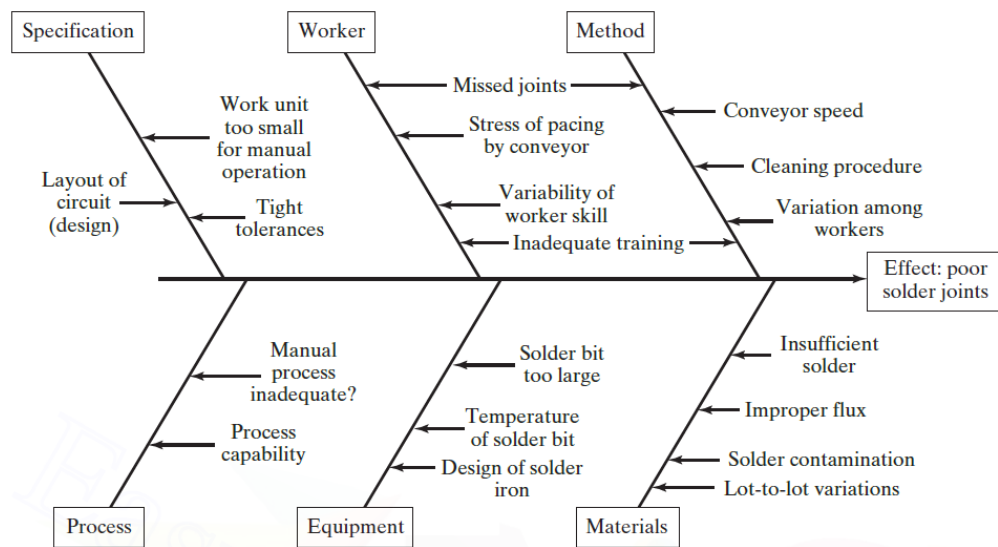 Specification
Worker
Method
Missed joints
Work unit
too small
for manual
operation
Stress of pacing
by conveyor
Conveyor speed
Cleaning procedure
Layout of
circuit
(design)
Tight
tolerances
Variability of
worker skill
Variation among
workers
Inadequate training
Effect: poor
solder joints
Manual
process
inadequate?
Solder bit
too large
Insufficient
solder
Process
capability
Temperature
of solder bit
Improper flux
Design of solder
iron
Solder contamination
Lot-to-lot variations
Process
Equipment
Materials